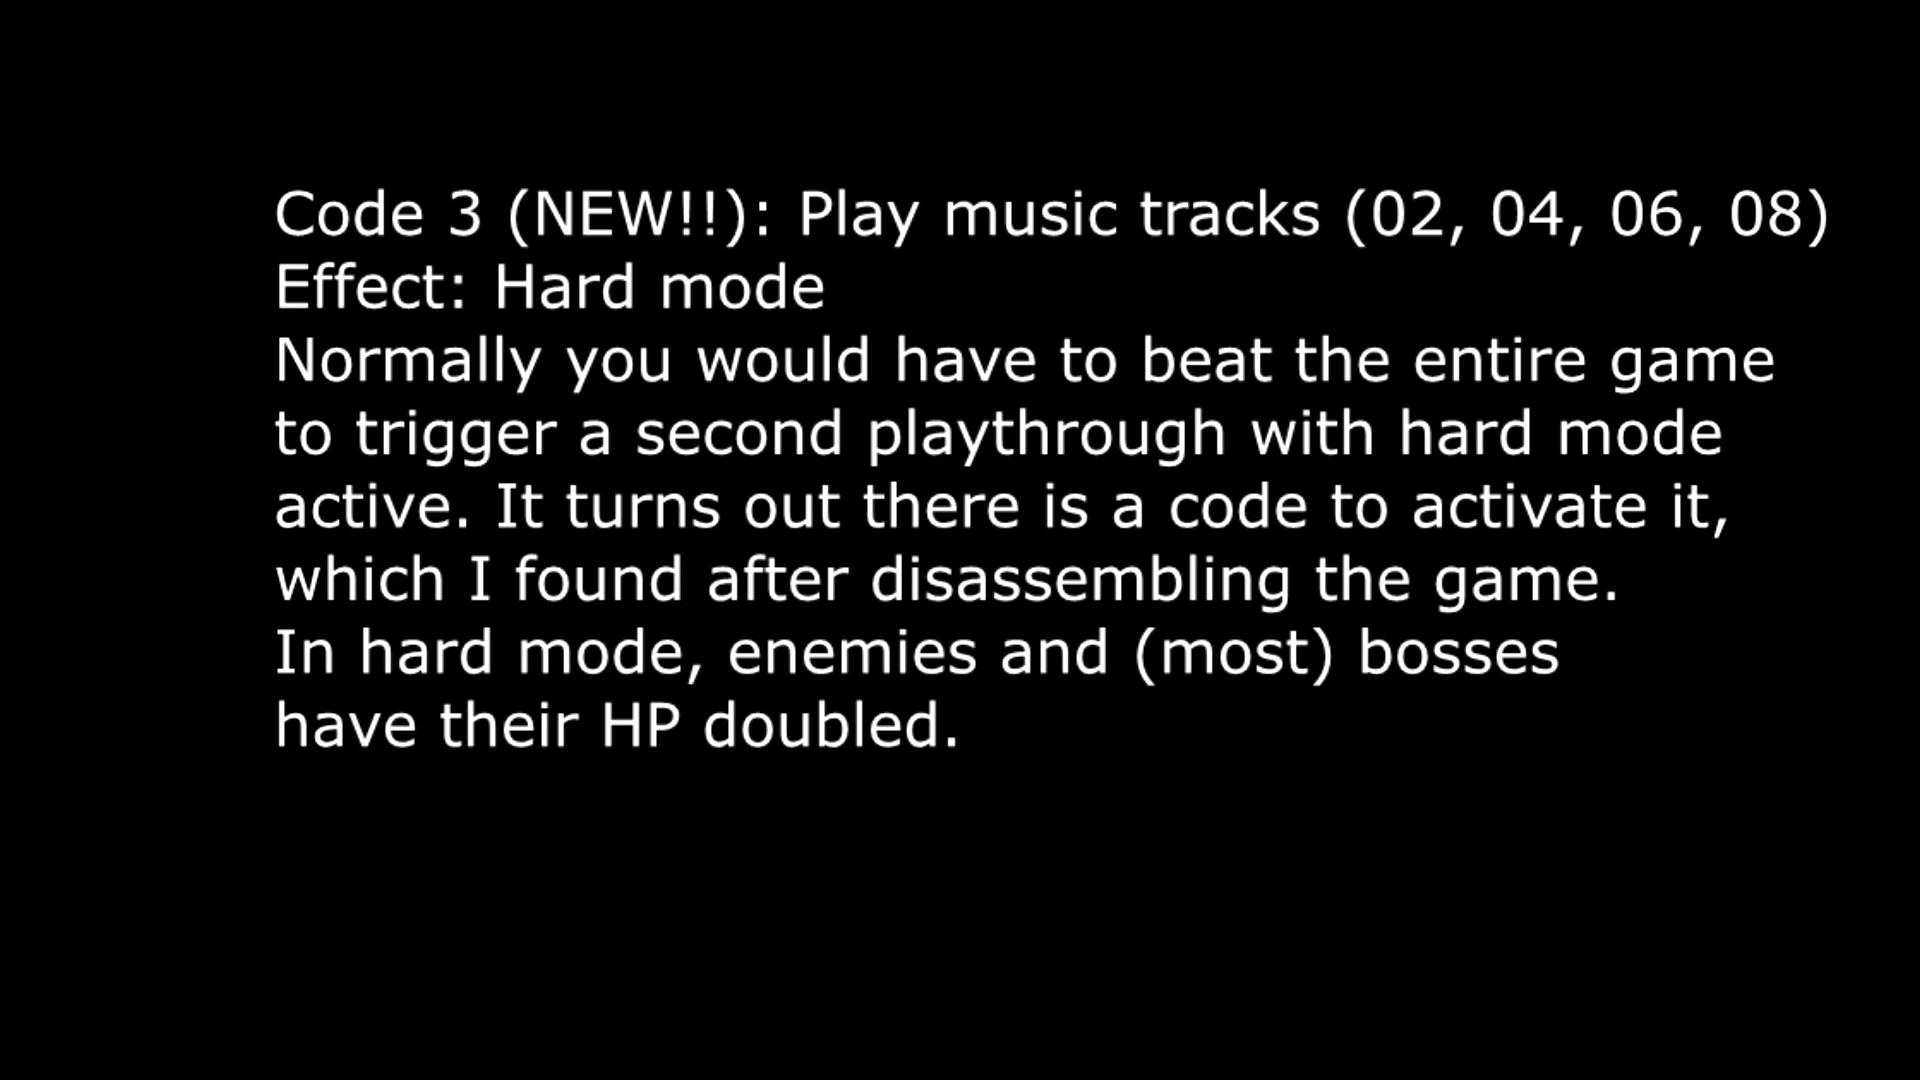 Code 3 (NEW!!): Play music tracks (02, 04, 06, 08)
Effect: Hard mode
Normally you would have to beat the entire game
to trigger a second playthrough with hard mode
active. It turns out there is a code to activate it,
which I found after disassembling the game.
In hard mode, enemies and (most) bosses
have their HP doubled.